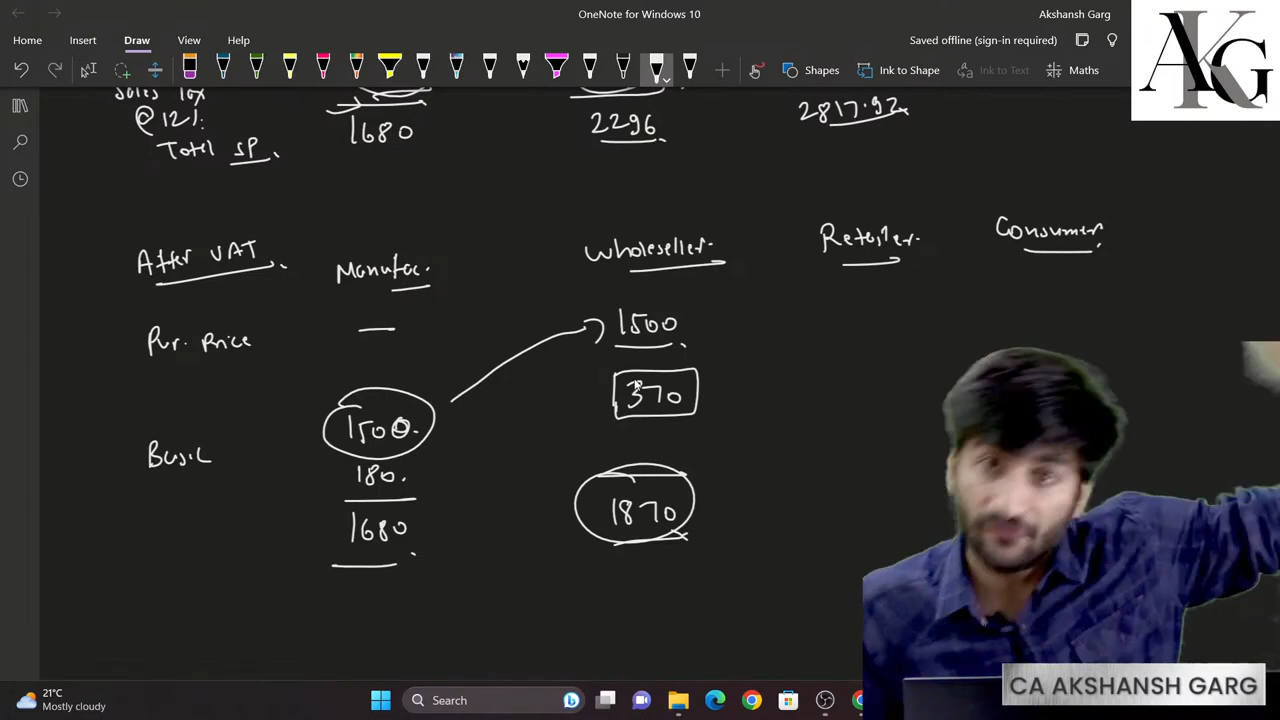 OneNote for Windows 10
Akshansh Garg
Home Insert Draw View Help
Saved offline (sign-in required)
Shapes Ink to Shape Ink to Text Maths
AKG
Sales Tax
@12%.
Total SP.
1680
2296
2817.92
After VAT
Manufac.
Wholeseller.
Retailer.
Consumer
Pur. Price
—
1500
370
Basic
1500.
180.
1680
1870
CA AKSHANSH GARG
21°C
Mostly cloudy
Search